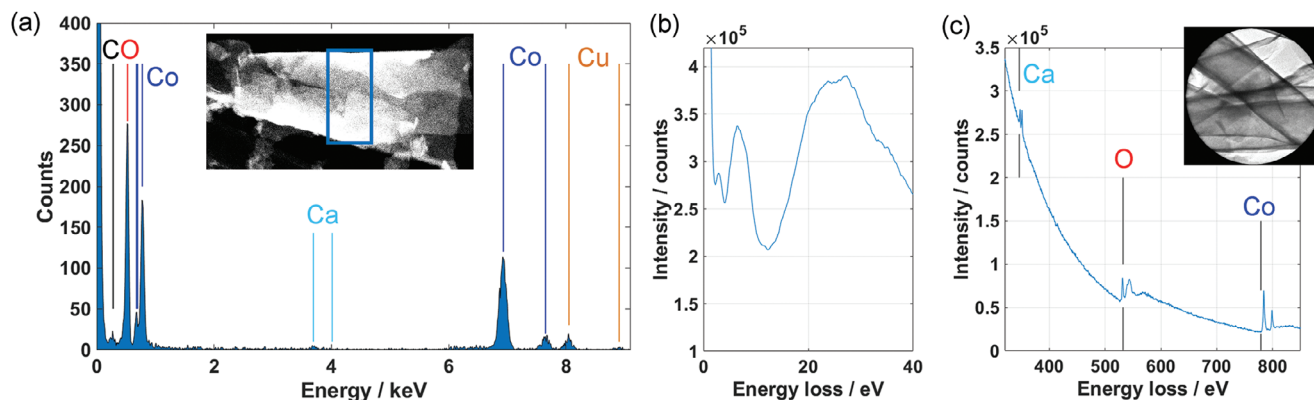 (a)
400
350
300
250
200
150
100
50
0
Counts
C O
Co
Ca
Co
Cu
0 2 4 6 8
Energy / keV
(b)
×10⁵
4
3.5
3
2.5
2
1.5
1
Intensity / counts
0 20 40
Energy loss / eV
(c)
×10⁵
3.5
3
2.5
2
1.5
1
0.5
0
Intensity / counts
Ca
O
Co
400 500 600 700 800
Energy loss / eV